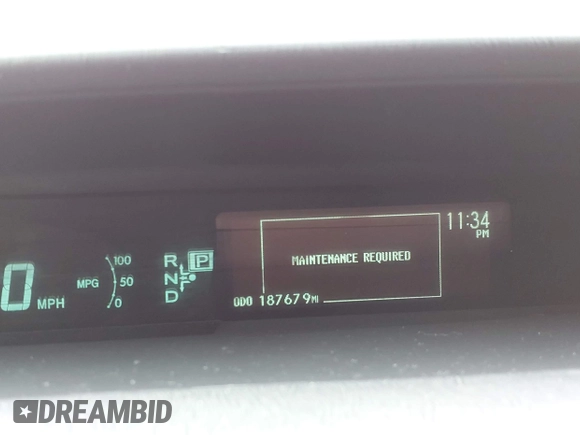 11:34
PM
MAINTENANCE REQUIRED
ODO 187679 MI
0 MPH
MPG
100
50
0
R
P
N
D
DREAMBID